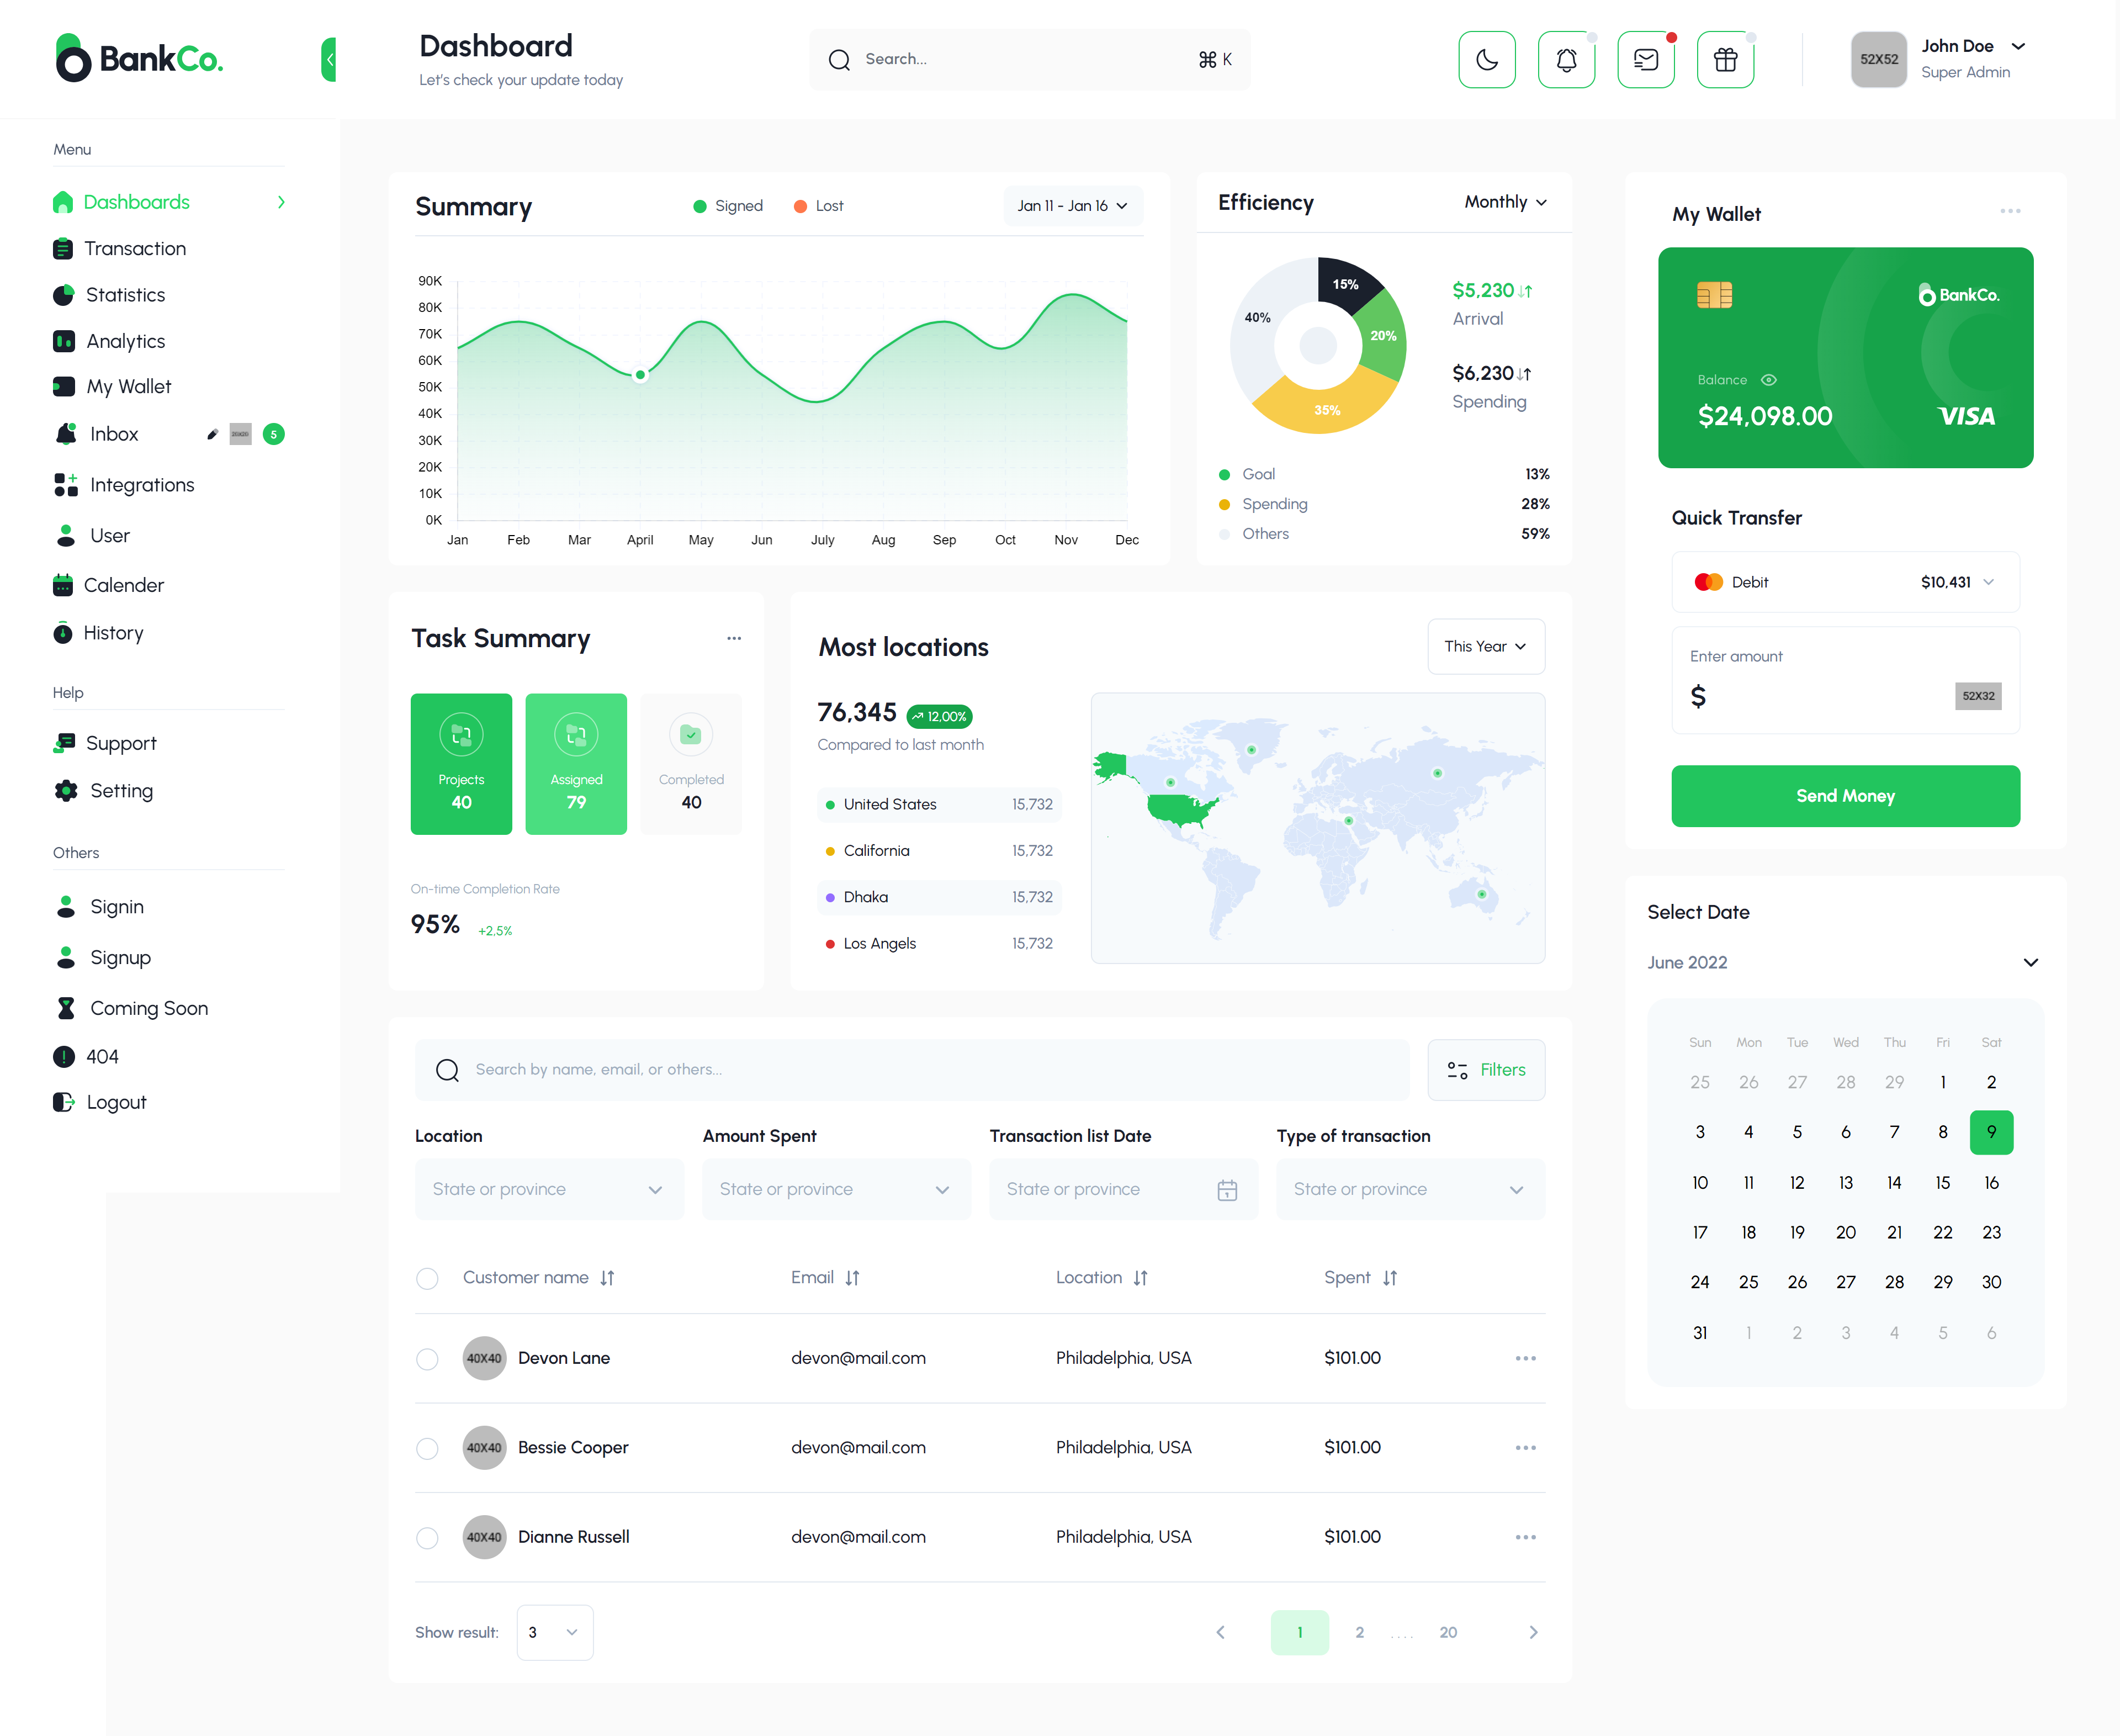 BankCo.
Dashboard
Let's check your update today
Search...
⌘ K
52X52
John Doe
Super Admin
Menu
Dashboards
Transaction
Statistics
Analytics
My Wallet
Inbox
5
Integrations
User
Calender
History
Help
Support
Setting
Others
Signin
Signup
Coming Soon
404
Logout
Summary
Signed
Lost
Jan 11 - Jan 16
90K
80K
70K
60K
50K
40K
30K
20K
10K
0K
Jan Feb Mar April May Jun July Aug Sep Oct Nov Dec
Efficiency
Monthly
15%
20%
35%
40%
$5,230
Arrival
$6,230
Spending
Goal 13%
Spending 28%
Others 59%
My Wallet
BankCo.
Balance
$24,098.00
VISA
Quick Transfer
Debit $10,431
Enter amount
$
52X32
Send Money
Task Summary
Projects
40
Assigned
79
Completed
40
On-time Completion Rate
95% +2.5%
Most locations
This Year
76,345 12,00%
Compared to last month
United States 15,732
California 15,732
Dhaka 15,732
Los Angels 15,732
Select Date
June 2022
Sun Mon Tue Wed Thu Fri Sat
25 26 27 28 29 1 2
3 4 5 6 7 8 9
10 11 12 13 14 15 16
17 18 19 20 21 22 23
24 25 26 27 28 29 30
31 1 2 3 4 5 6
Search by name, email, or others...
Filters
Location
State or province
Amount Spent
State or province
Transaction list Date
State or province
Type of transaction
State or province
Customer name Email Location Spent
40X40 Devon Lane devon@mail.com Philadelphia, USA $101.00
40X40 Bessie Cooper devon@mail.com Philadelphia, USA $101.00
40X40 Dianne Russell devon@mail.com Philadelphia, USA $101.00
Show result: 3
1 2 .... 20